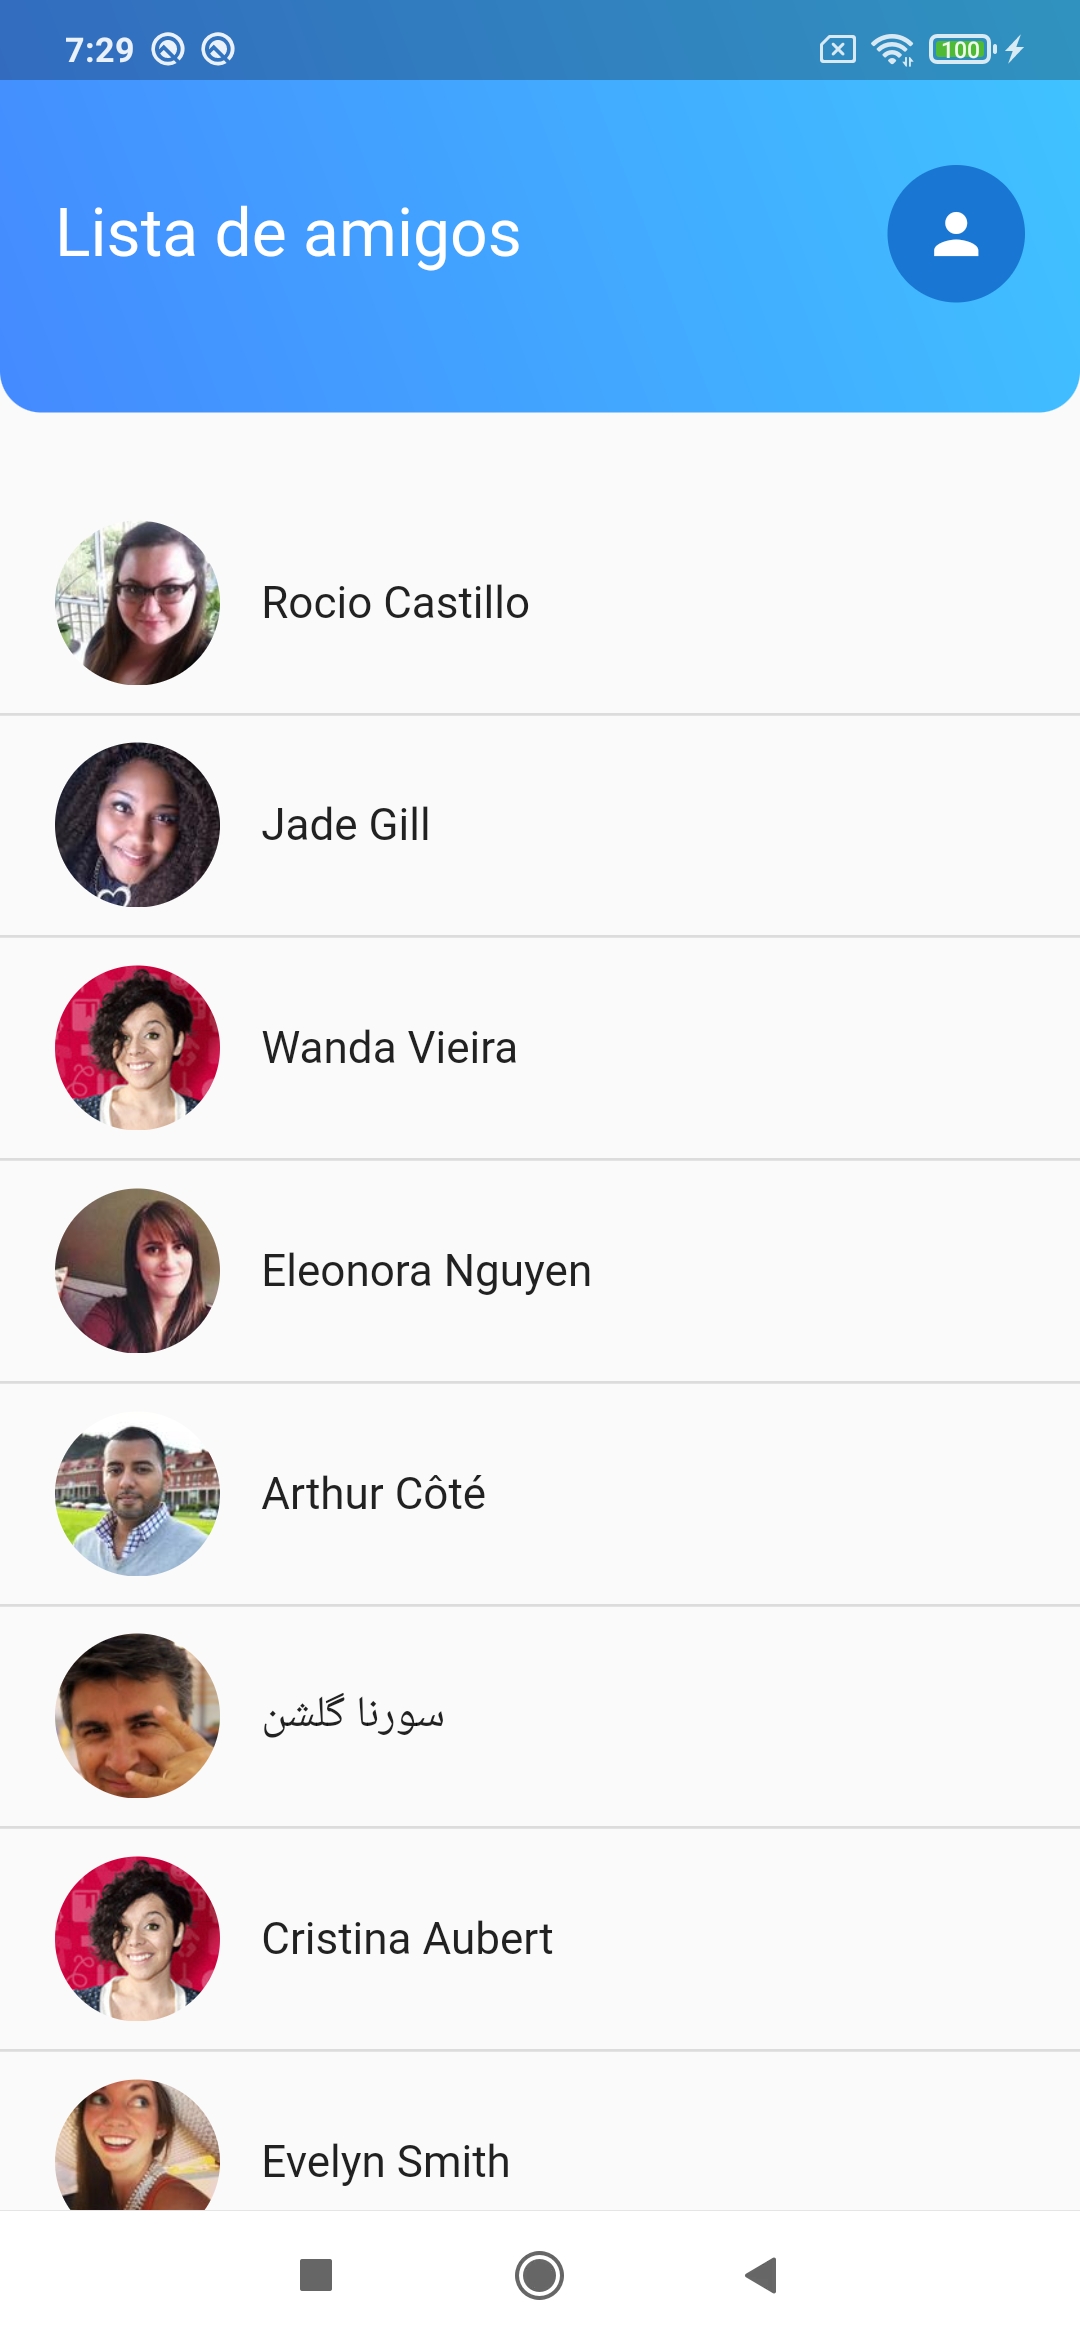 7:29
100
Lista de amigos
Rocio Castillo
Jade Gill
Wanda Vieira
Eleonora Nguyen
Arthur Côté
سورنا گلشن
Cristina Aubert
Evelyn Smith